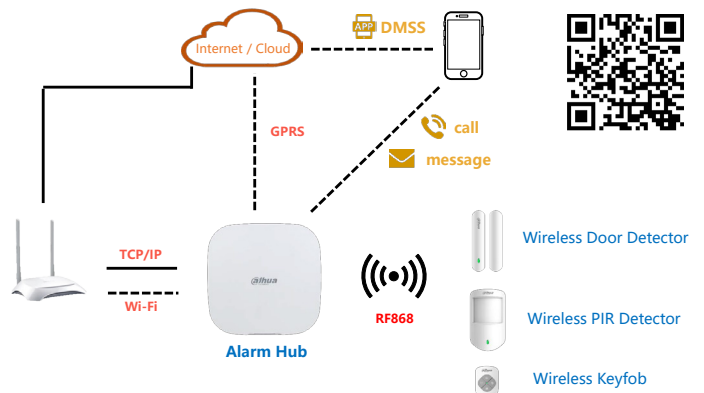 APP DMSS
Internet / Cloud
GPRS
call
message
TCP/IP
Wi-Fi
alhua
Alarm Hub
RF868
Wireless Door Detector
Wireless PIR Detector
Wireless Keyfob